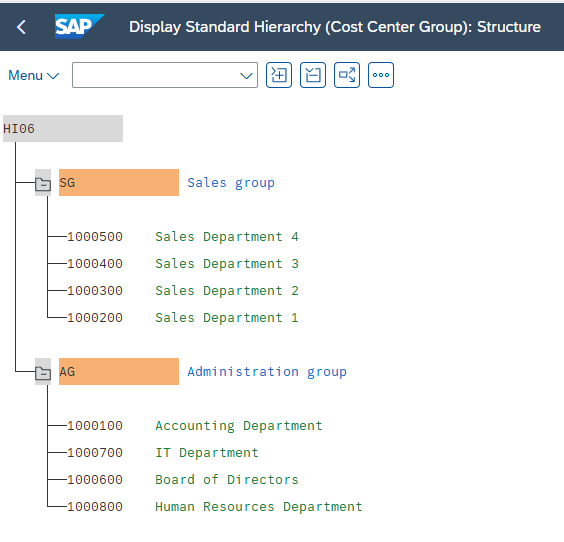 SAP Display Standard Hierarchy (Cost Center Group): Structure
Menu
HI06
SG Sales group
1000500 Sales Department 4
1000400 Sales Department 3
1000300 Sales Department 2
1000200 Sales Department 1
AG Administration group
1000100 Accounting Department
1000700 IT Department
1000600 Board of Directors
1000800 Human Resources Department